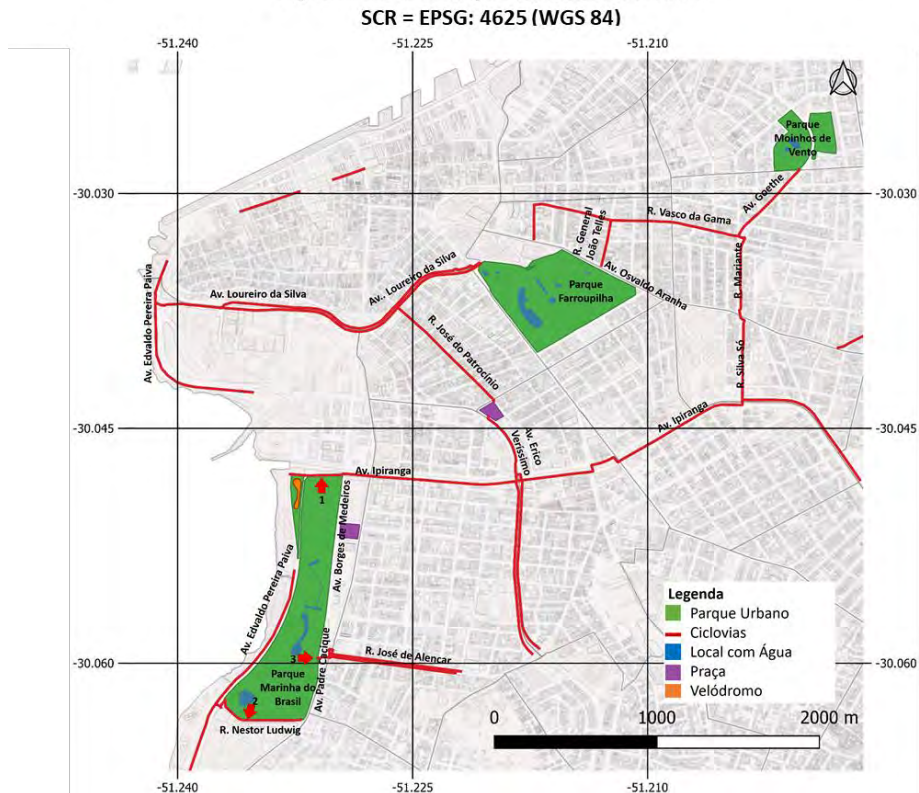 SCR = EPSG: 4625 (WGS 84)
-51.240
-51.225
-51.210
Parque
Moinhos de
Vento
-30.030
-30.030
Av. Goethe
R. Vasco da Gama
R. General
João Telles
Av. Osvaldo Aranha
R. Mariante
Av. Edvaldo Pereira Paiva
Av. Loureiro da Silva
Av., Loureiro da Silva
Parque
Farroupilha
R. José do Patrocínio
R. Silva Só
Av. Ipiranga
Av. Erico
Veríssimo
-30.045
-30.045
Av. Ipiranga
1
Av. Borges de Medeiros
Av. Edvaldo Pereira Paiva
Legenda
Parque Urbano
Ciclovias
Local com Água
Praça
Velódromo
3
R. José de Alencar
-30.060
-30.060
Parque
Marinha do
Brasil
Av. Padre Cacique
2
R. Nestor Ludwig
0
1000
2000 m
-51.240
-51.225
-51.210